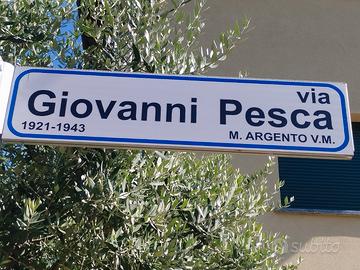 via
Giovanni Pesca
1921-1943
M. ARGENTO V.M.
subito